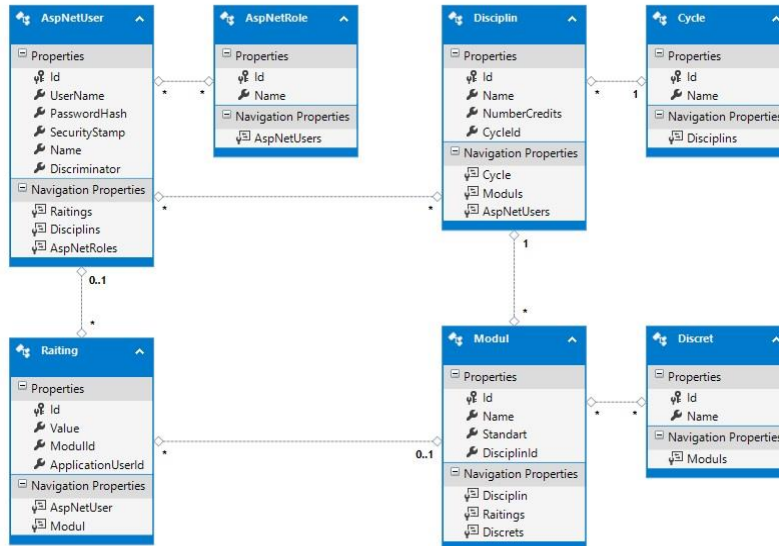 AspNetUser
Properties
Id
UserName
PasswordHash
SecurityStamp
Name
Discriminator
Navigation Properties
Raitings
Disciplins
AspNetRoles
AspNetRole
Properties
Id
Name
Navigation Properties
AspNetUsers
Disciplin
Properties
Id
Name
NumberCredits
CycleId
Navigation Properties
Cycle
Moduls
AspNetUsers
Cycle
Properties
Id
Name
Navigation Properties
Disciplins
* *
* 1
* *
0..1
*
1
*
Raiting
Properties
Id
Value
ModulId
ApplicationUserId
Navigation Properties
AspNetUser
Modul
Modul
Properties
Id
Name
Standart
DisciplinId
Navigation Properties
Disciplin
Raitings
Discrets
Discret
Properties
Id
Name
Navigation Properties
Moduls
* 0..1
* *